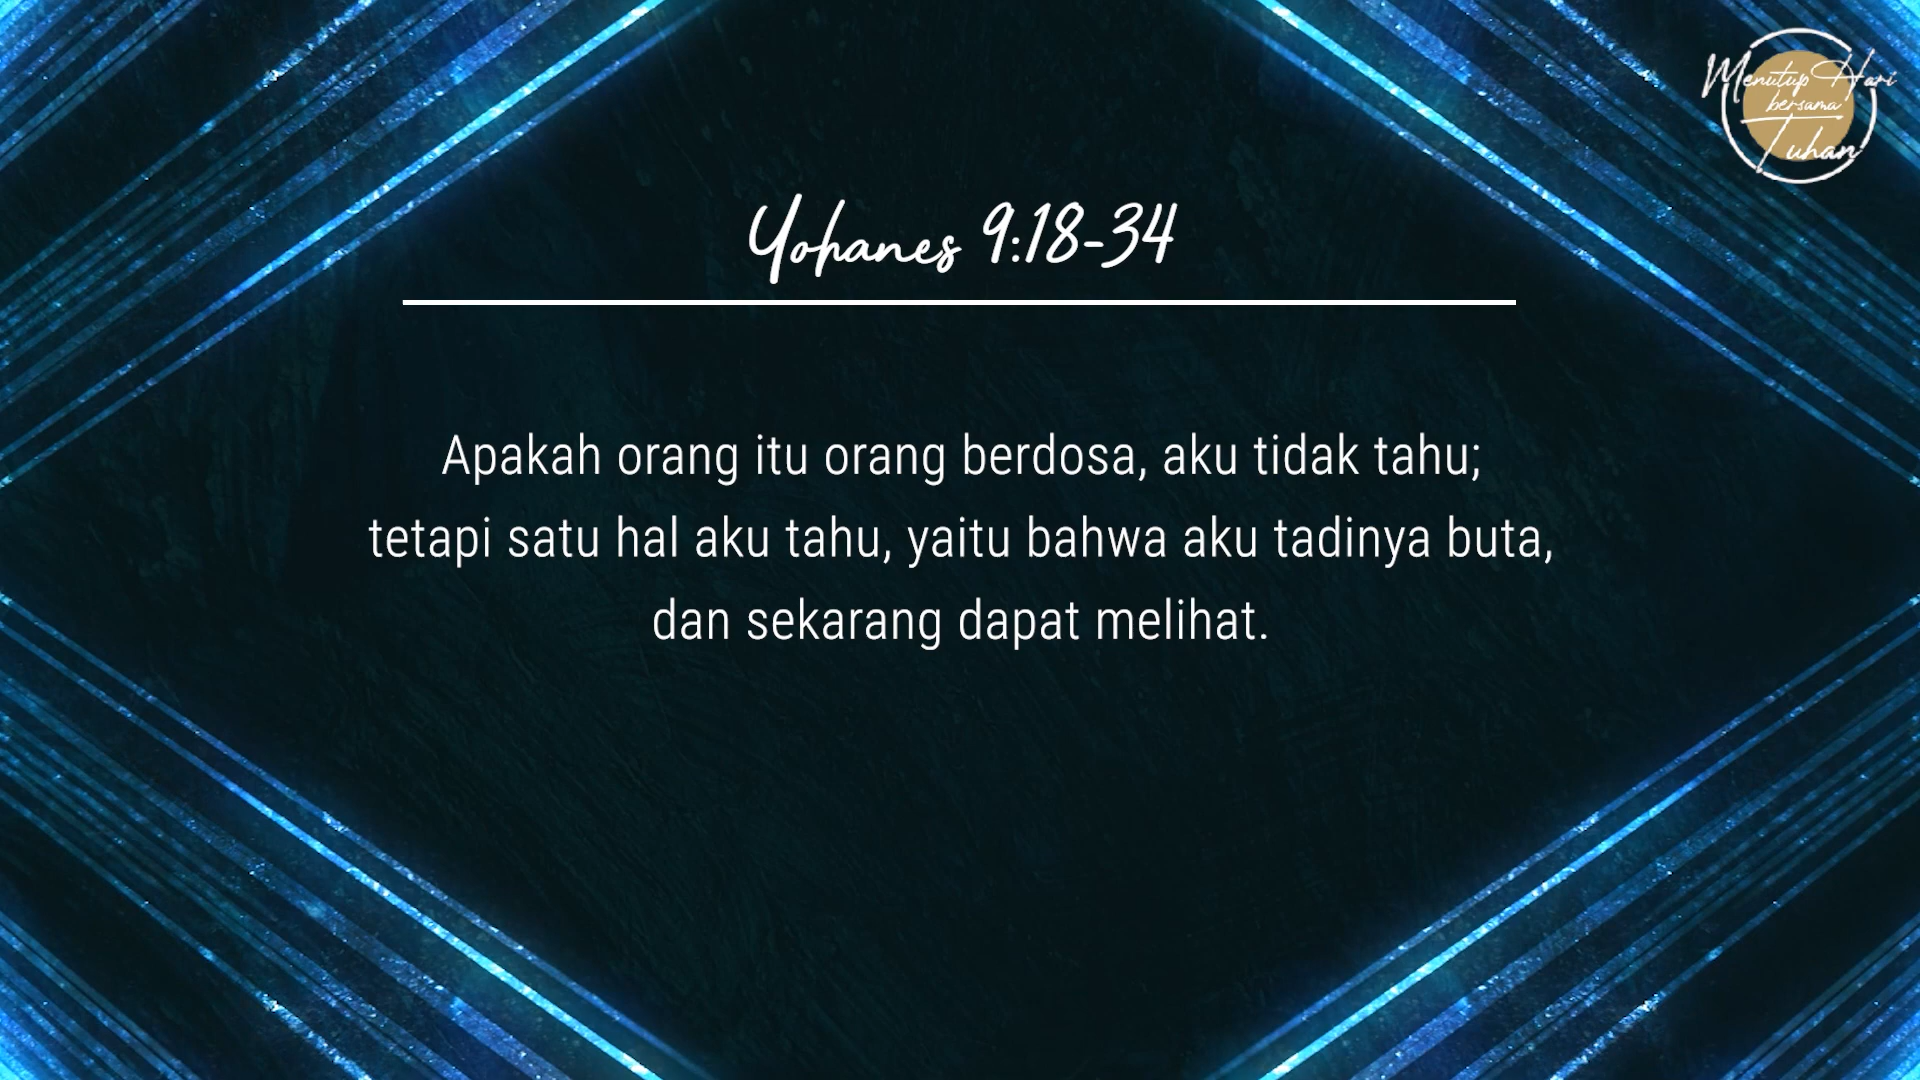 Menutup Hari
bersama
Tuhan
Yohanes 9:18-34
Apakah orang itu orang berdosa, aku tidak tahu;
tetapi satu hal aku tahu, yaitu bahwa aku tadinya buta,
dan sekarang dapat melihat.